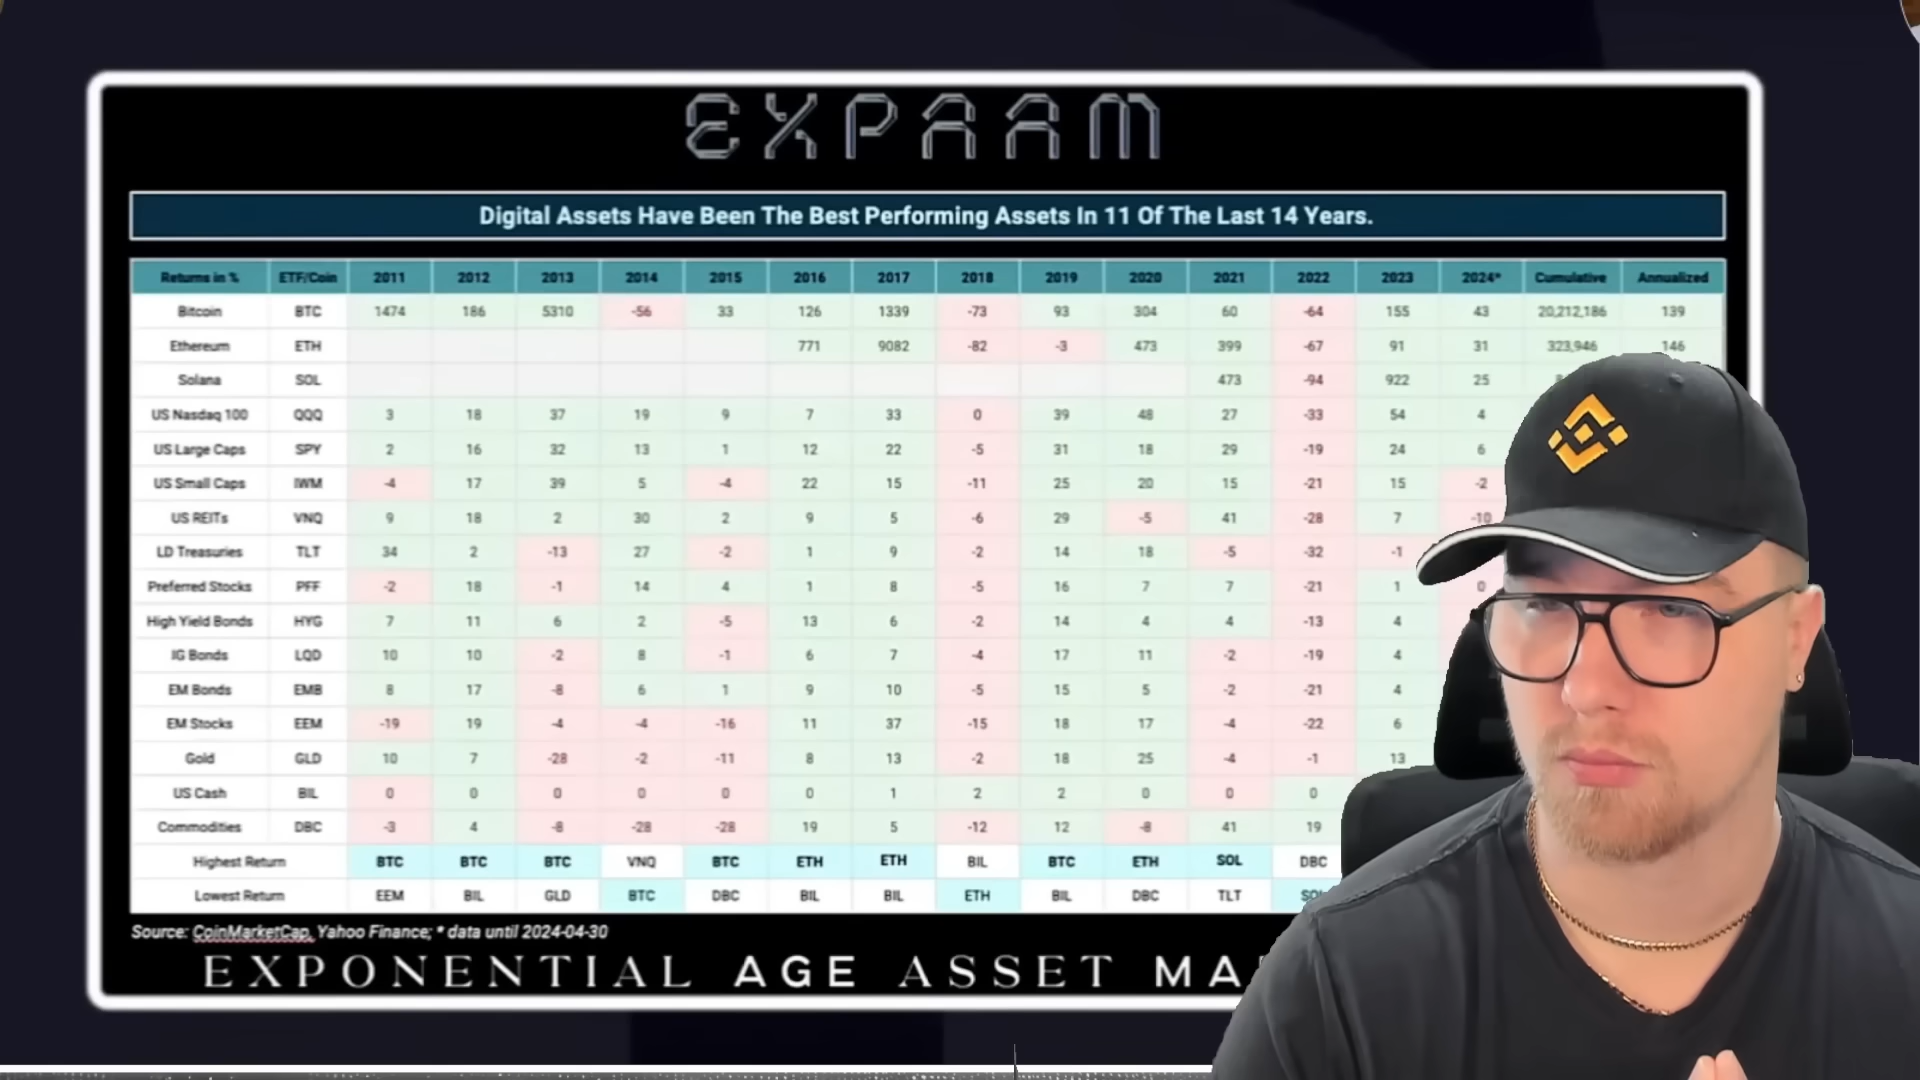 EXPAAM
Digital Assets Have Been The Best Performing Assets In 11 Of The Last 14 Years.
Returns in % ETF/Coin 2011 2012 2013 2014 2015 2016 2017 2018 2019 2020 2021 2022 2023 2024* Cumulative Annualized
Bitcoin BTC 1474 186 5310 -56 33 126 1339 -73 93 304 60 -64 155 43 20,212,186 139
Ethereum ETH 771 9082 -82 -3 473 399 -67 91 31 323,946 146
Solana SOL 473 -94 922 25
US Nasdaq 100 QQQ 3 18 37 19 9 7 33 0 39 48 27 -33 54 4
US Large Caps SPY 2 16 32 13 1 12 22 -5 31 18 29 -19 24 6
US Small Caps IWM -4 17 39 5 -4 22 15 -11 25 20 15 -21 15 -2
US REITs VNQ 9 18 2 30 2 9 5 -6 29 -5 41 -28 7 -10
LD Treasuries TLT 34 2 -13 27 -2 1 9 -2 14 18 -5 -32 -1
Preferred Stocks PFF -2 18 -1 14 4 1 8 -5 16 7 7 -21 1 0
High Yield Bonds HYG 7 11 6 2 -5 13 6 -2 14 4 4 -13 4
IG Bonds LQD 10 10 -2 8 -1 6 7 -4 17 11 -2 -19 4
EM Bonds EMB 8 17 -8 6 1 9 10 -5 15 5 -2 -21 4
EM Stocks EEM -19 19 -4 -4 -16 11 37 -15 18 17 -4 -22 6
Gold GLD 10 7 -28 -2 -11 8 13 -2 18 25 -4 -1 13
US Cash BIL 0 0 0 0 0 0 1 2 2 0 0 0
Commodities DBC -3 4 -8 -28 -28 19 5 -12 12 -8 41 19
Highest Return BTC BTC BTC VNQ BTC ETH ETH BIL BTC ETH SOL DBC
Lowest Return EEM BIL GLD BTC DBC BIL BIL ETH BIL DBC TLT
Source: CoinMarketCap, Yahoo Finance; * data until 2024-04-30
EXPONENTIAL AGE ASSET